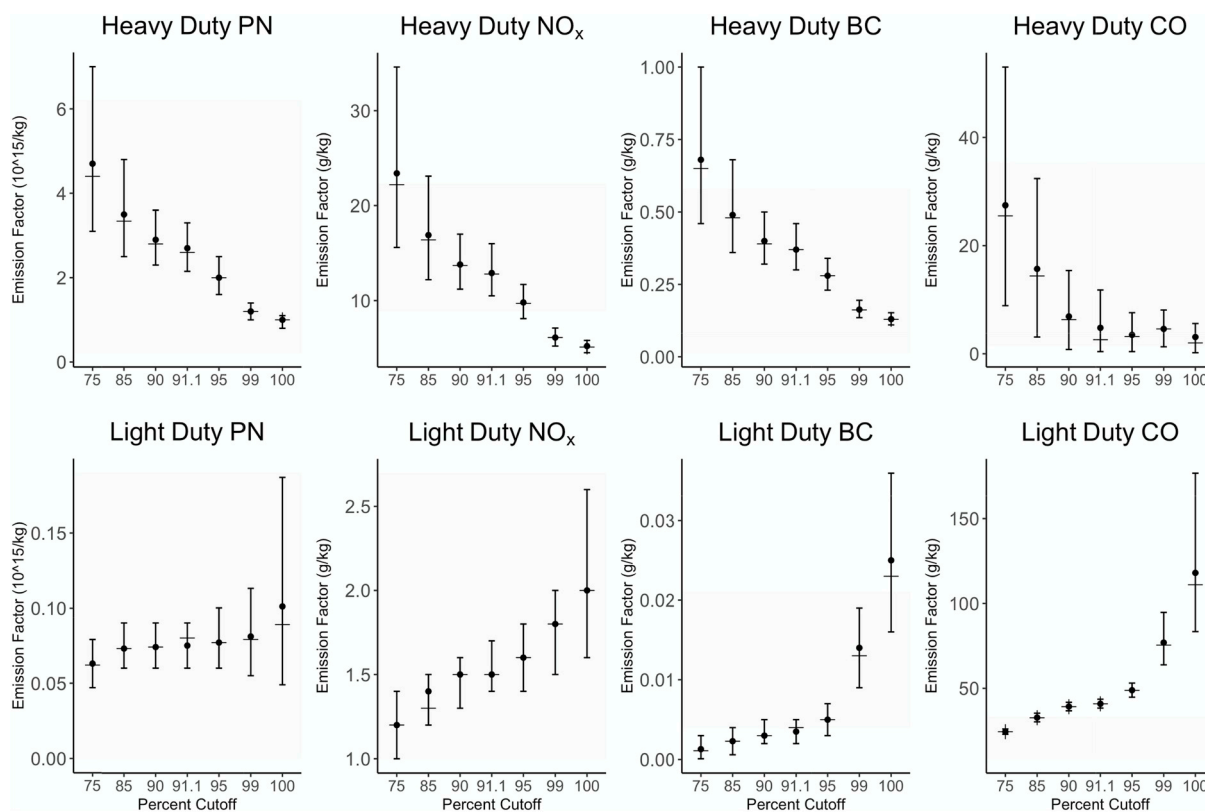 Heavy Duty PN
Emission Factor (10^15/kg)
6
4
2
0
75 85 90 91.1 95 99 100
Heavy Duty NOx
Emission Factor (g/kg)
30
20
10
75 85 90 91.1 95 99 100
Heavy Duty BC
Emission Factor (g/kg)
1.00
0.75
0.50
0.25
0.00
75 85 90 91.1 95 99 100
Heavy Duty CO
Emission Factor (g/kg)
40
20
0
75 85 90 91.1 95 99 100
Light Duty PN
Emission Factor (10^15/kg)
0.15
0.10
0.05
0.00
75 85 90 91.1 95 99 100
Percent Cutoff
Light Duty NOx
Emission Factor (g/kg)
2.5
2.0
1.5
1.0
75 85 90 91.1 95 99 100
Percent Cutoff
Light Duty BC
Emission Factor (g/kg)
0.03
0.02
0.01
0.00
75 85 90 91.1 95 99 100
Percent Cutoff
Light Duty CO
Emission Factor (g/kg)
150
100
50
75 85 90 91.1 95 99 100
Percent Cutoff